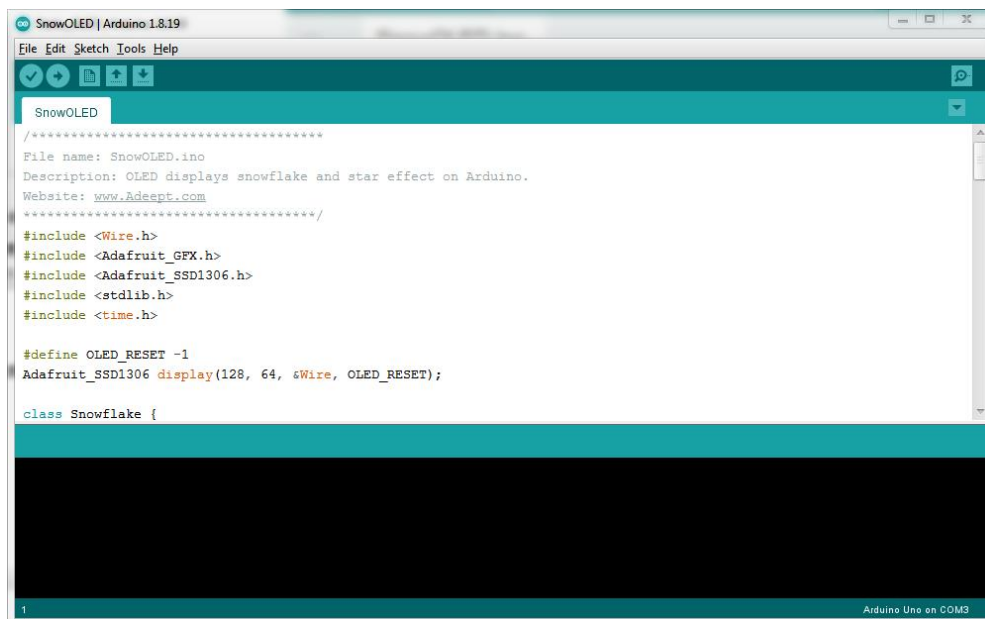 SnowOLED | Arduino 1.8.19
File Edit Sketch Tools Help
SnowOLED
/*************************************
File name: SnowOLED.ino
Description: OLED displays snowflake and star effect on Arduino.
Website: www.Adeept.com
*************************************/
#include <Wire.h>
#include <Adafruit_GFX.h>
#include <Adafruit_SSD1306.h>
#include <stdlib.h>
#include <time.h>
#define OLED_RESET -1
Adafruit_SSD1306 display(128, 64, &Wire, OLED_RESET);
class Snowflake {
1
Arduino Uno on COM3